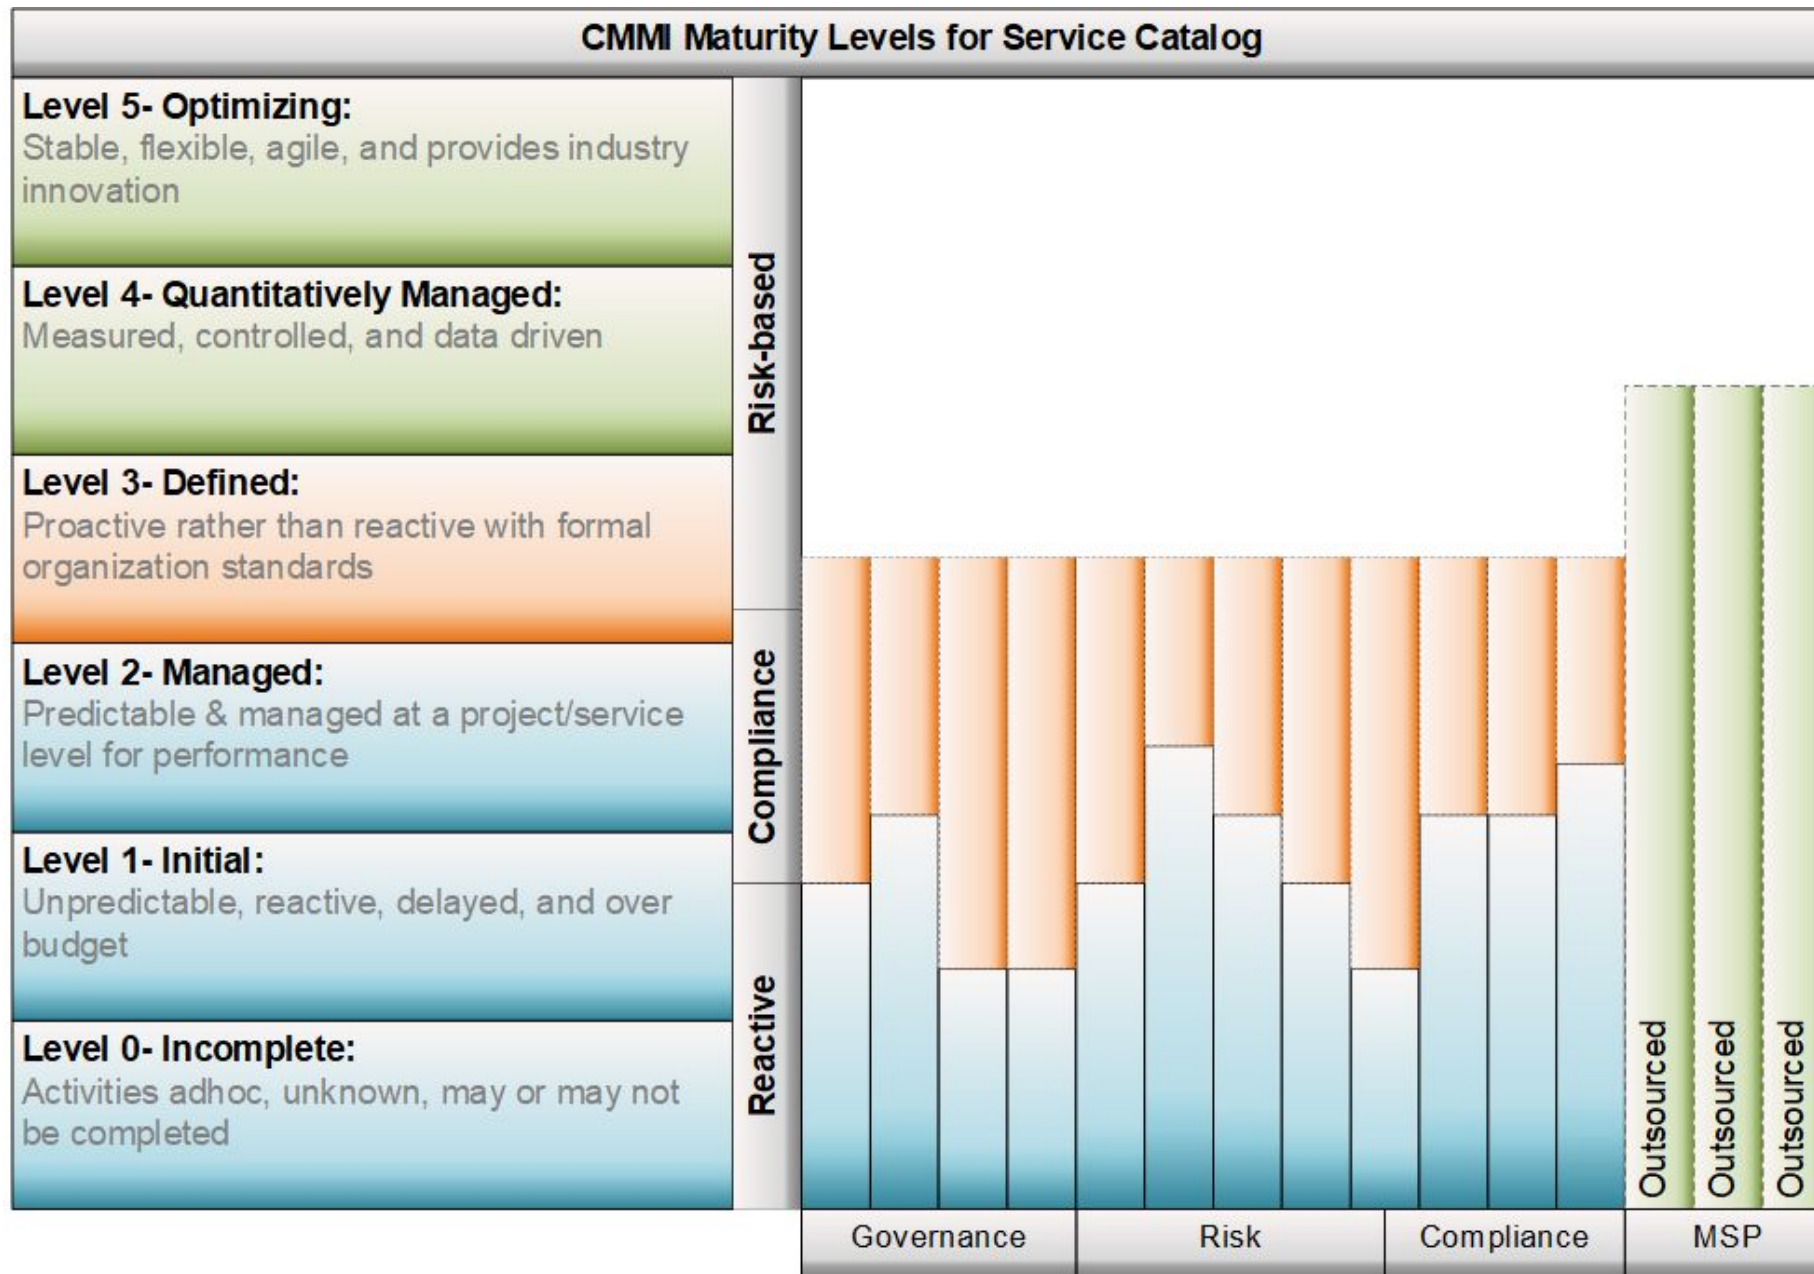 CMMI Maturity Levels for Service Catalog
Level 5- Optimizing:
Stable, flexible, agile, and provides industry
innovation
Level 4- Quantitatively Managed:
Measured, controlled, and data driven
Level 3- Defined:
Proactive rather than reactive with formal
organization standards
Level 2- Managed:
Predictable & managed at a project/service
level for performance
Level 1- Initial:
Unpredictable, reactive, delayed, and over
budget
Level 0- Incomplete:
Activities adhoc, unknown, may or may not
be completed
Risk-based
Compliance
Reactive
Outsourced
Outsourced
Outsourced
Governance
Risk
Compliance
MSP